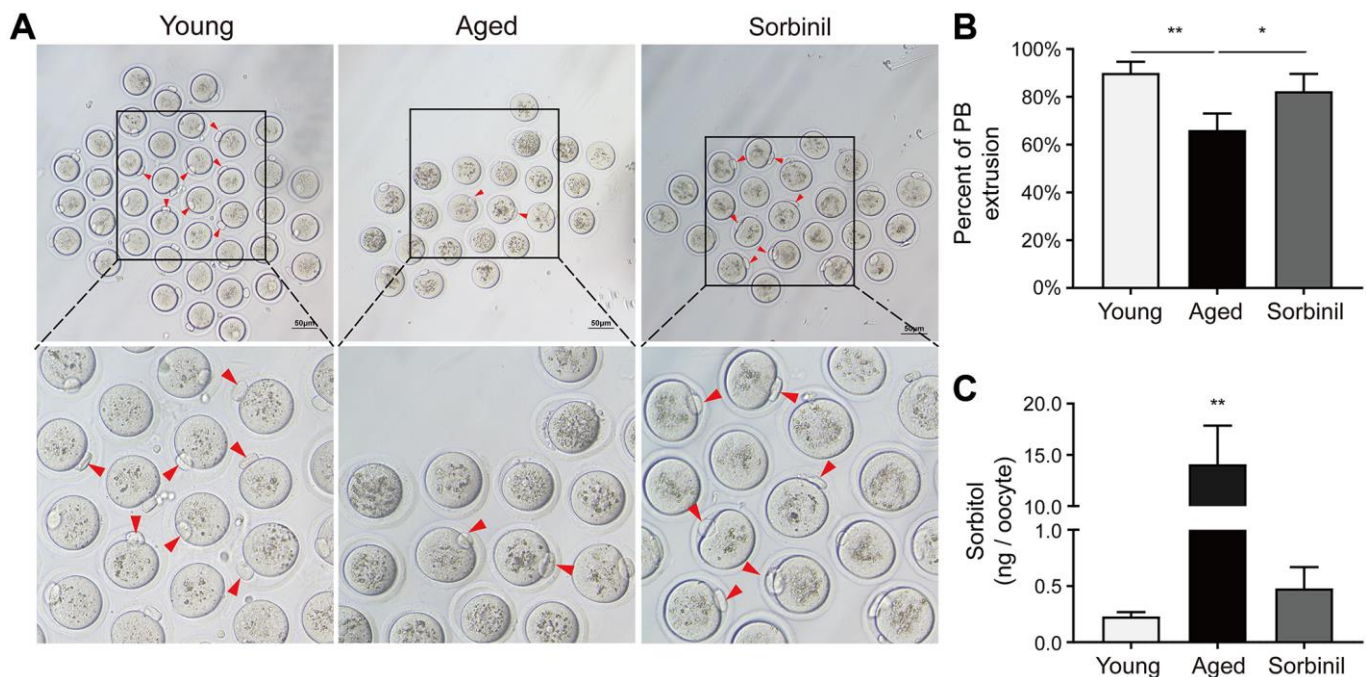 A
Young
Aged
Sorbinil
50μm
50μm
50μm
B
Percent of PB
extrusion
100%
80%
60%
40%
20%
0%
**
*
Young
Aged
Sorbinil
C
Sorbitol
(ng / oocyte)
20.0
15.0
10.0
1.0
0.5
0.0
**
Young
Aged
Sorbinil